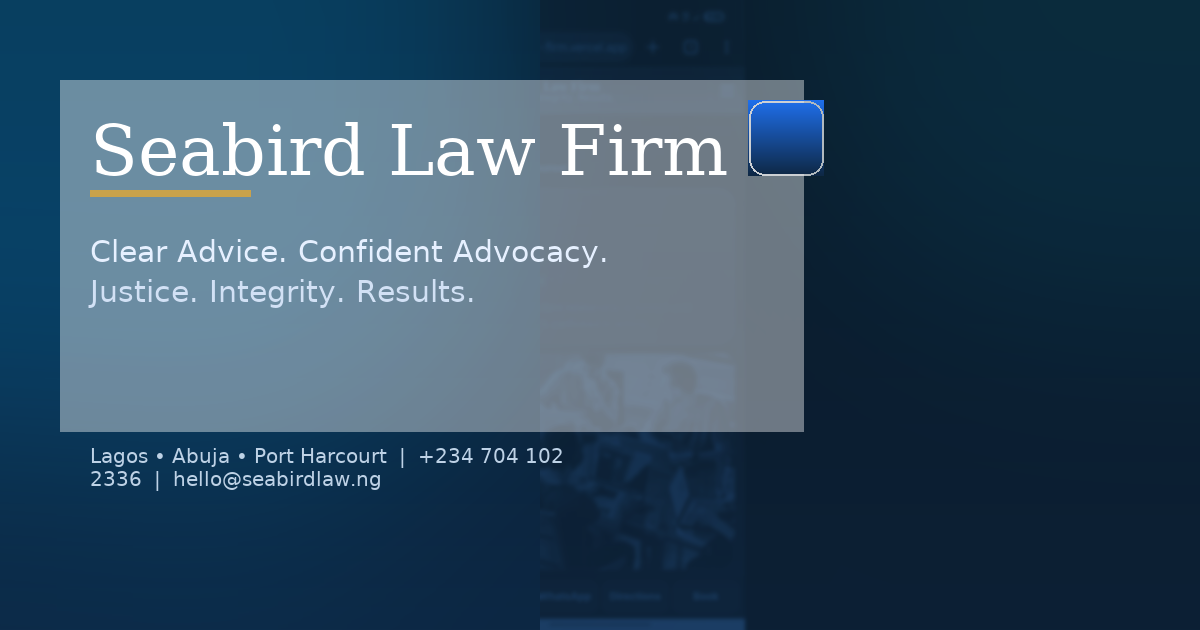 Seabird Law Firm
Clear Advice. Confident Advocacy.
Justice. Integrity. Results.
Lagos • Abuja • Port Harcourt | +234 704 102
2336 | hello@seabirdlaw.ng